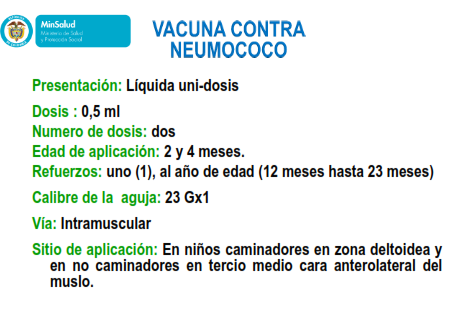 MinSalud
Ministerio de Salud
y Protección Social
VACUNA CONTRA
NEUMOCOCO
Presentación: Líquida uni-dosis
Dosis : 0,5 ml
Numero de dosis: dos
Edad de aplicación: 2 y 4 meses.
Refuerzos: uno (1), al año de edad (12 meses hasta 23 meses)
Calibre de la aguja: 23 Gx1
Vía: Intramuscular
Sitio de aplicación: En niños caminadores en zona deltoidea y
en no caminadores en tercio medio cara anterolateral del
muslo.